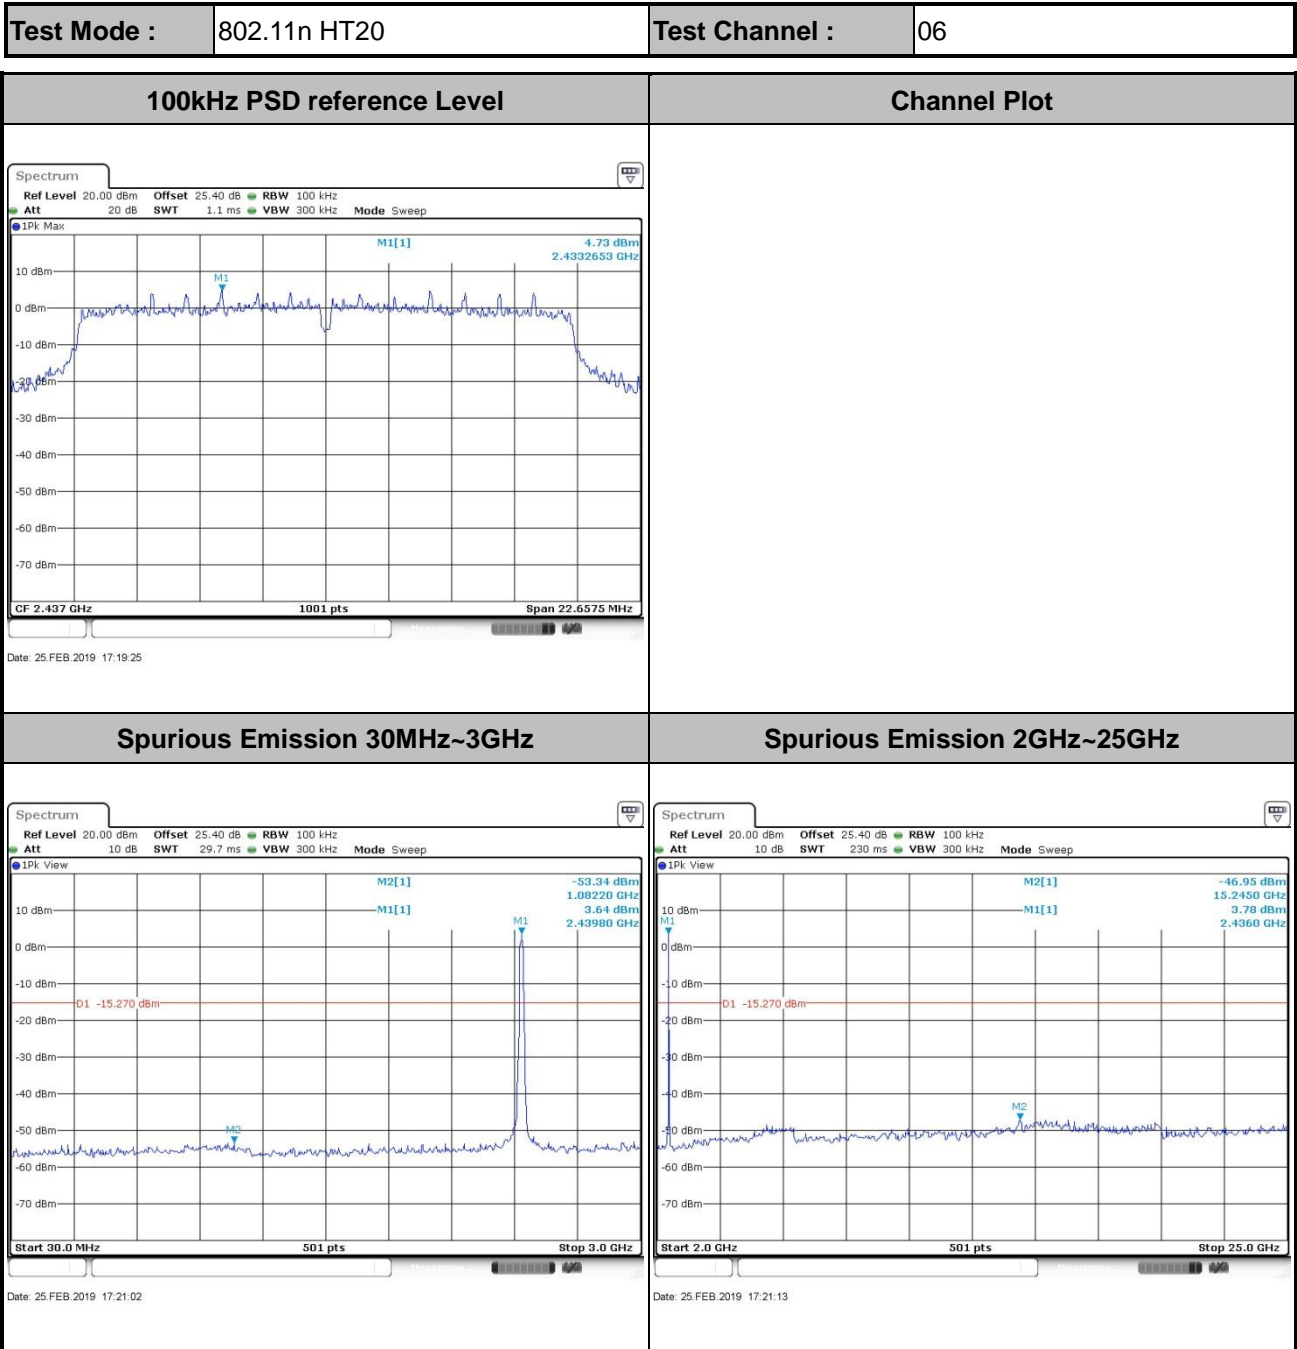 Test Mode : 802.11n HT20 Test Channel : 06
100kHz PSD reference Level Channel Plot
Spectrum
Ref Level 20.00 dBm Offset 25.40 dB RBW 100 kHz
Att 20 dB SWT 1.1 ms VBW 300 kHz Mode Sweep
1Pk Max
M1[1] 4.73 dBm
2.4332653 GHz
10 dBm
M1
0 dBm
-10 dBm
-20 dBm
-30 dBm
-40 dBm
-50 dBm
-60 dBm
-70 dBm
CF 2.437 GHz 1001 pts Span 22.6575 MHz
Date: 25.FEB.2019 17:19:25
Spurious Emission 30MHz~3GHz Spurious Emission 2GHz~25GHz
Spectrum
Ref Level 20.00 dBm Offset 25.40 dB RBW 100 kHz
Att 10 dB SWT 29.7 ms VBW 300 kHz Mode Sweep
1Pk View
M2[1] -53.34 dBm
1.08220 GHz
10 dBm M1[1] 3.64 dBm
M1 2.43980 GHz
0 dBm
-10 dBm
D1 -15.270 dBm
-20 dBm
-30 dBm
-40 dBm
-50 dBm
M2
-60 dBm
-70 dBm
Start 30.0 MHz 501 pts Stop 3.0 GHz
Date: 25.FEB.2019 17:21:02
Spectrum
Ref Level 20.00 dBm Offset 25.40 dB RBW 100 kHz
Att 10 dB SWT 230 ms VBW 300 kHz Mode Sweep
1Pk View
M2[1] -46.95 dBm
15.2450 GHz
10 dBm M1[1] 3.78 dBm
M1 2.4360 GHz
0 dBm
-10 dBm
D1 -15.270 dBm
-20 dBm
-30 dBm
-40 dBm
M2
-50 dBm
-60 dBm
-70 dBm
Start 2.0 GHz 501 pts Stop 25.0 GHz
Date: 25.FEB.2019 17:21:13